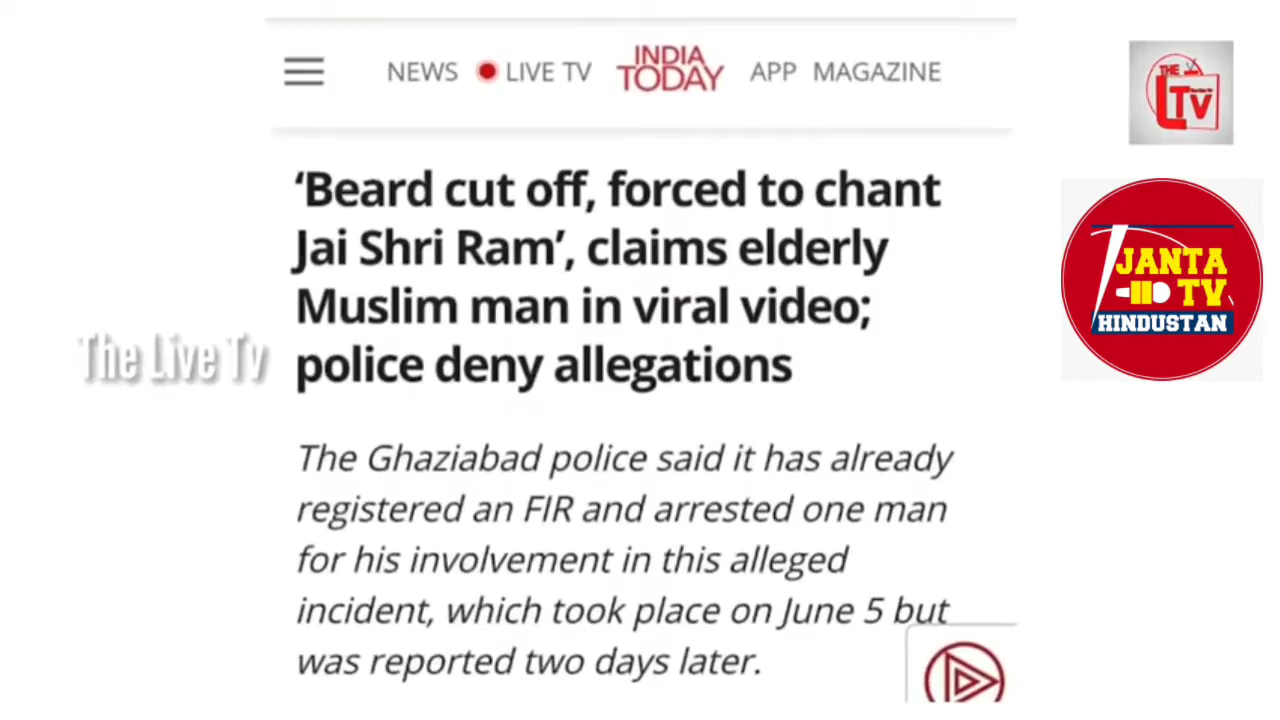 NEWS LIVE TV INDIA TODAY APP MAGAZINE
THE
LTV
‘Beard cut off, forced to chant
Jai Shri Ram’, claims elderly
Muslim man in viral video;
police deny allegations
JANTA
TV
HINDUSTAN
The Live Tv
The Ghaziabad police said it has already
registered an FIR and arrested one man
for his involvement in this alleged
incident, which took place on June 5 but
was reported two days later.